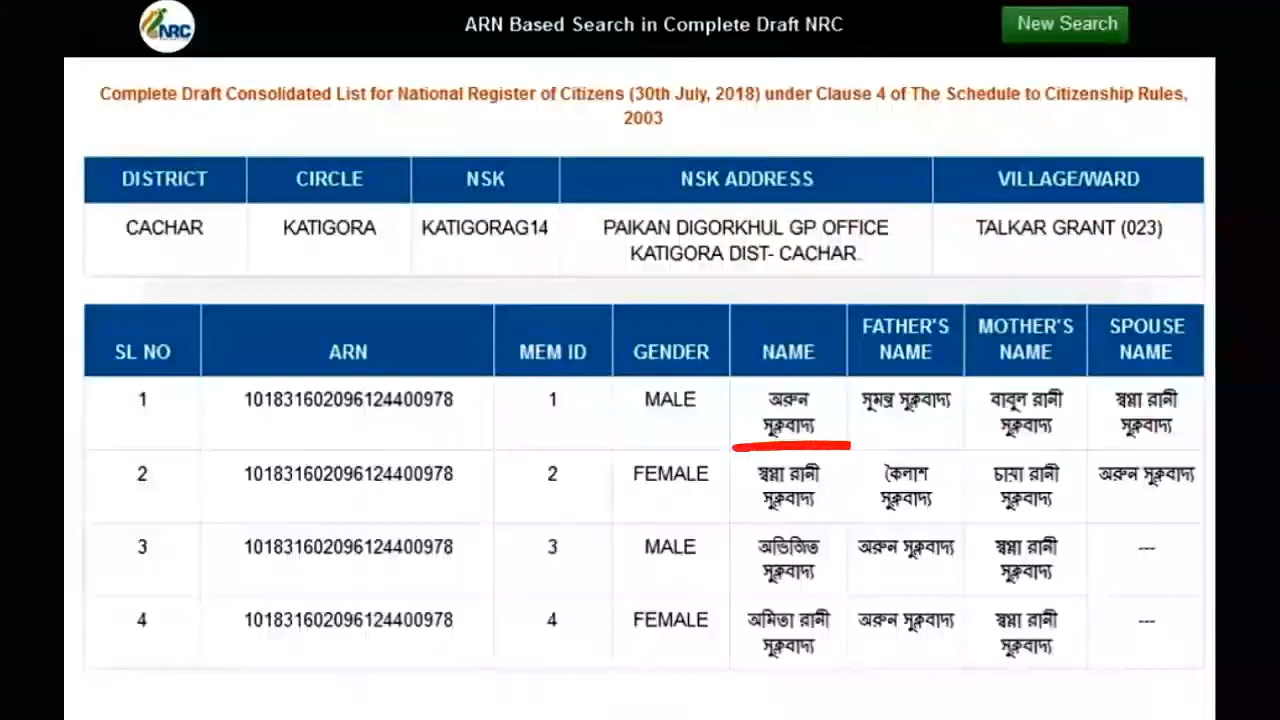 NRC
ARN Based Search in Complete Draft NRC
New Search
Complete Draft Consolidated List for National Register of Citizens (30th July, 2018) under Clause 4 of The Schedule to Citizenship Rules,
2003
DISTRICT CIRCLE NSK NSK ADDRESS VILLAGE/WARD
CACHAR KATIGORA KATIGORAG14 PAIKAN DIGORKHUL GP OFFICE TALKAR GRANT (023)
KATIGORA DIST- CACHAR.
FATHER'S MOTHER'S SPOUSE
SL NO ARN MEM ID GENDER NAME NAME NAME NAME
1 101831602096124400978 1 MALE অরুন সুমন্ত্র সুক্লবাদ্য বাবুল রানী স্বপ্না রানী
সুক্লবাদ্য সুক্লবাদ্য সুক্লবাদ্য
2 101831602096124400978 2 FEMALE স্বপ্না রানী কৈলাশ চায়া রানী অরুন সুক্লবাদ্য
সুক্লবাদ্য সুক্লবাদ্য সুক্লবাদ্য
3 101831602096124400978 3 MALE অভিজিত অরুন সুক্লবাদ্য স্বপ্না রানী ---
সুক্লবাদ্য সুক্লবাদ্য
4 101831602096124400978 4 FEMALE অমিতা রানী অরুন সুক্লবাদ্য স্বপ্না রানী ---
সুক্লবাদ্য সুক্লবাদ্য